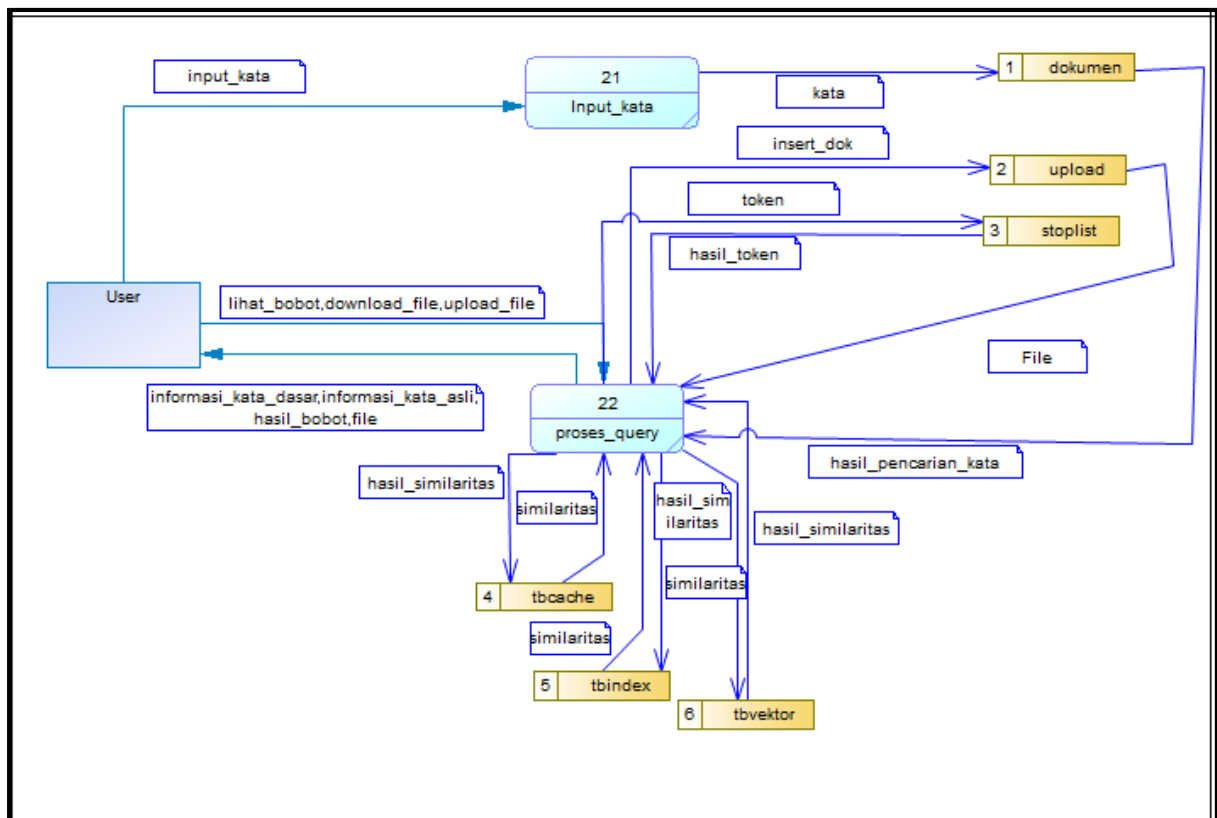 input_kata
21
Input_kata
1 dokumen
kata
insert_dok
2 upload
token
3 stoplist
hasil_token
User
lihat_bobot,download_file,upload_file
File
informasi_kata_dasar,informasi_kata_asli,
hasil_bobot,file
22
proses_query
hasil_pencarian_kata
hasil_similaritas
similaritas
hasil_sim
ilaritas
hasil_similaritas
similaritas
4 tbcache
similaritas
5 tbindex
6 tbvektor